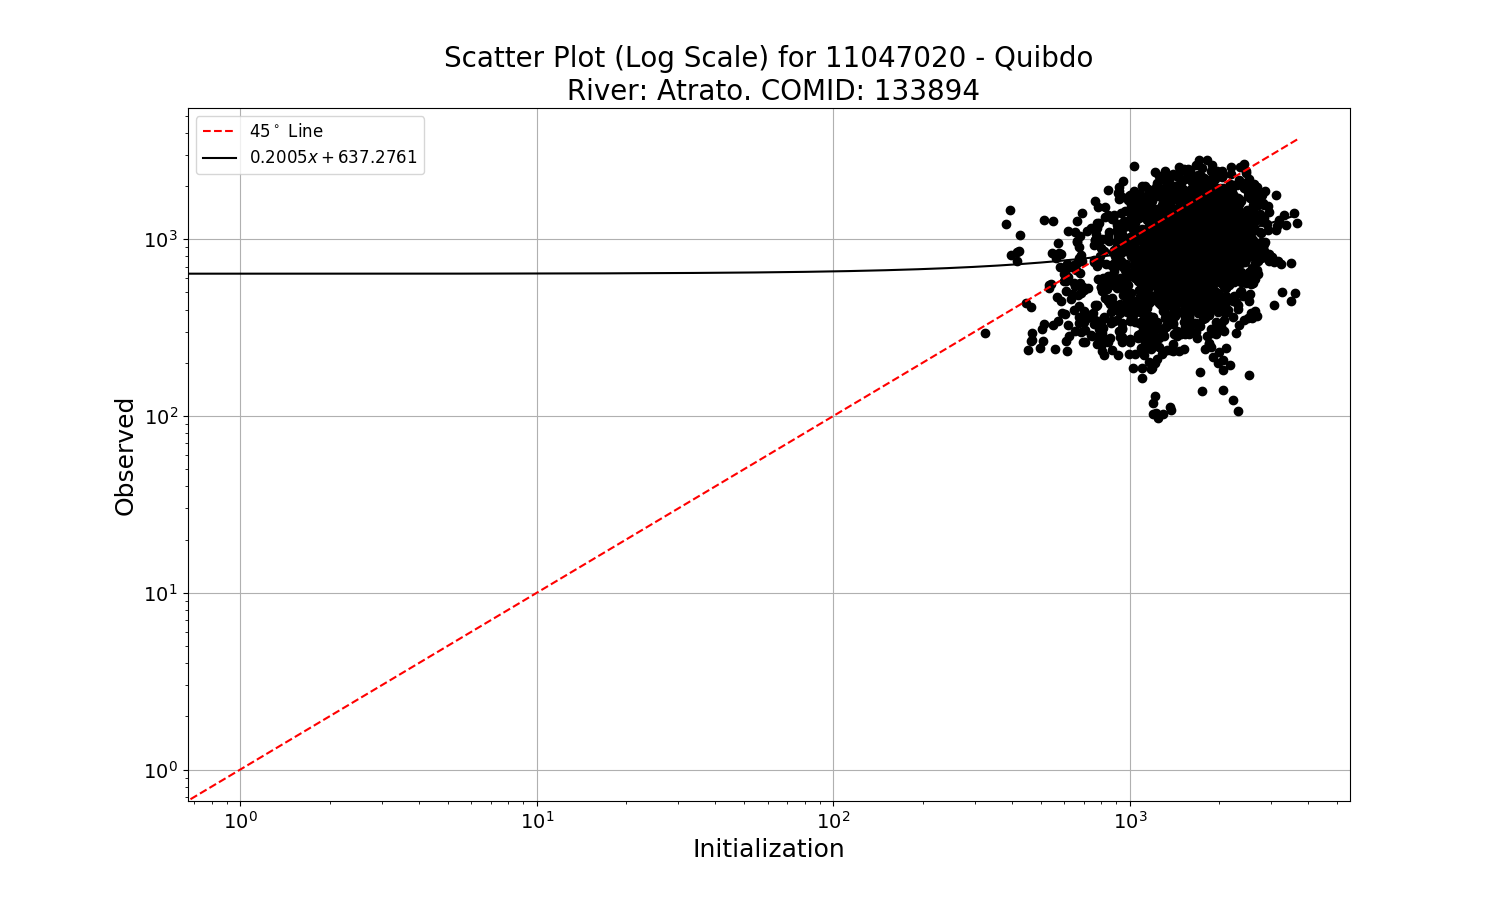 Scatter Plot (Log Scale) for 11047020 - Quibdo
River: Atrato. COMID: 133894
45° Line
0.2005x + 637.2761
Observed
10³
10²
10¹
10⁰
10⁰ 10¹ 10² 10³
Initialization